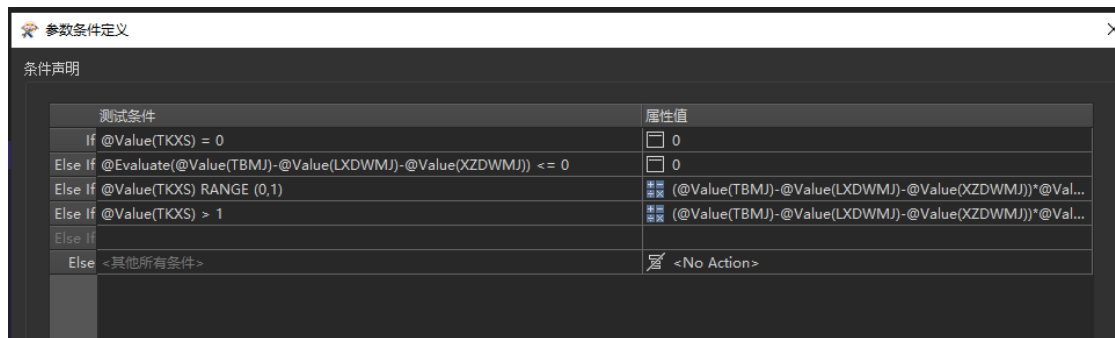 参数条件定义
条件声明
测试条件 属性值
If @Value(TKXS) = 0 0
Else If @Evaluate(@Value(TBMJ)-@Value(LXDWMJ)-@Value(XZDWMJ)) <= 0 0
Else If @Value(TKXS) RANGE (0,1) (@Value(TBMJ)-@Value(LXDWMJ)-@Value(XZDWMJ))*@Val...
Else If @Value(TKXS) > 1 (@Value(TBMJ)-@Value(LXDWMJ)-@Value(XZDWMJ))*@Val...
Else If
Else <其他所有条件> <No Action>